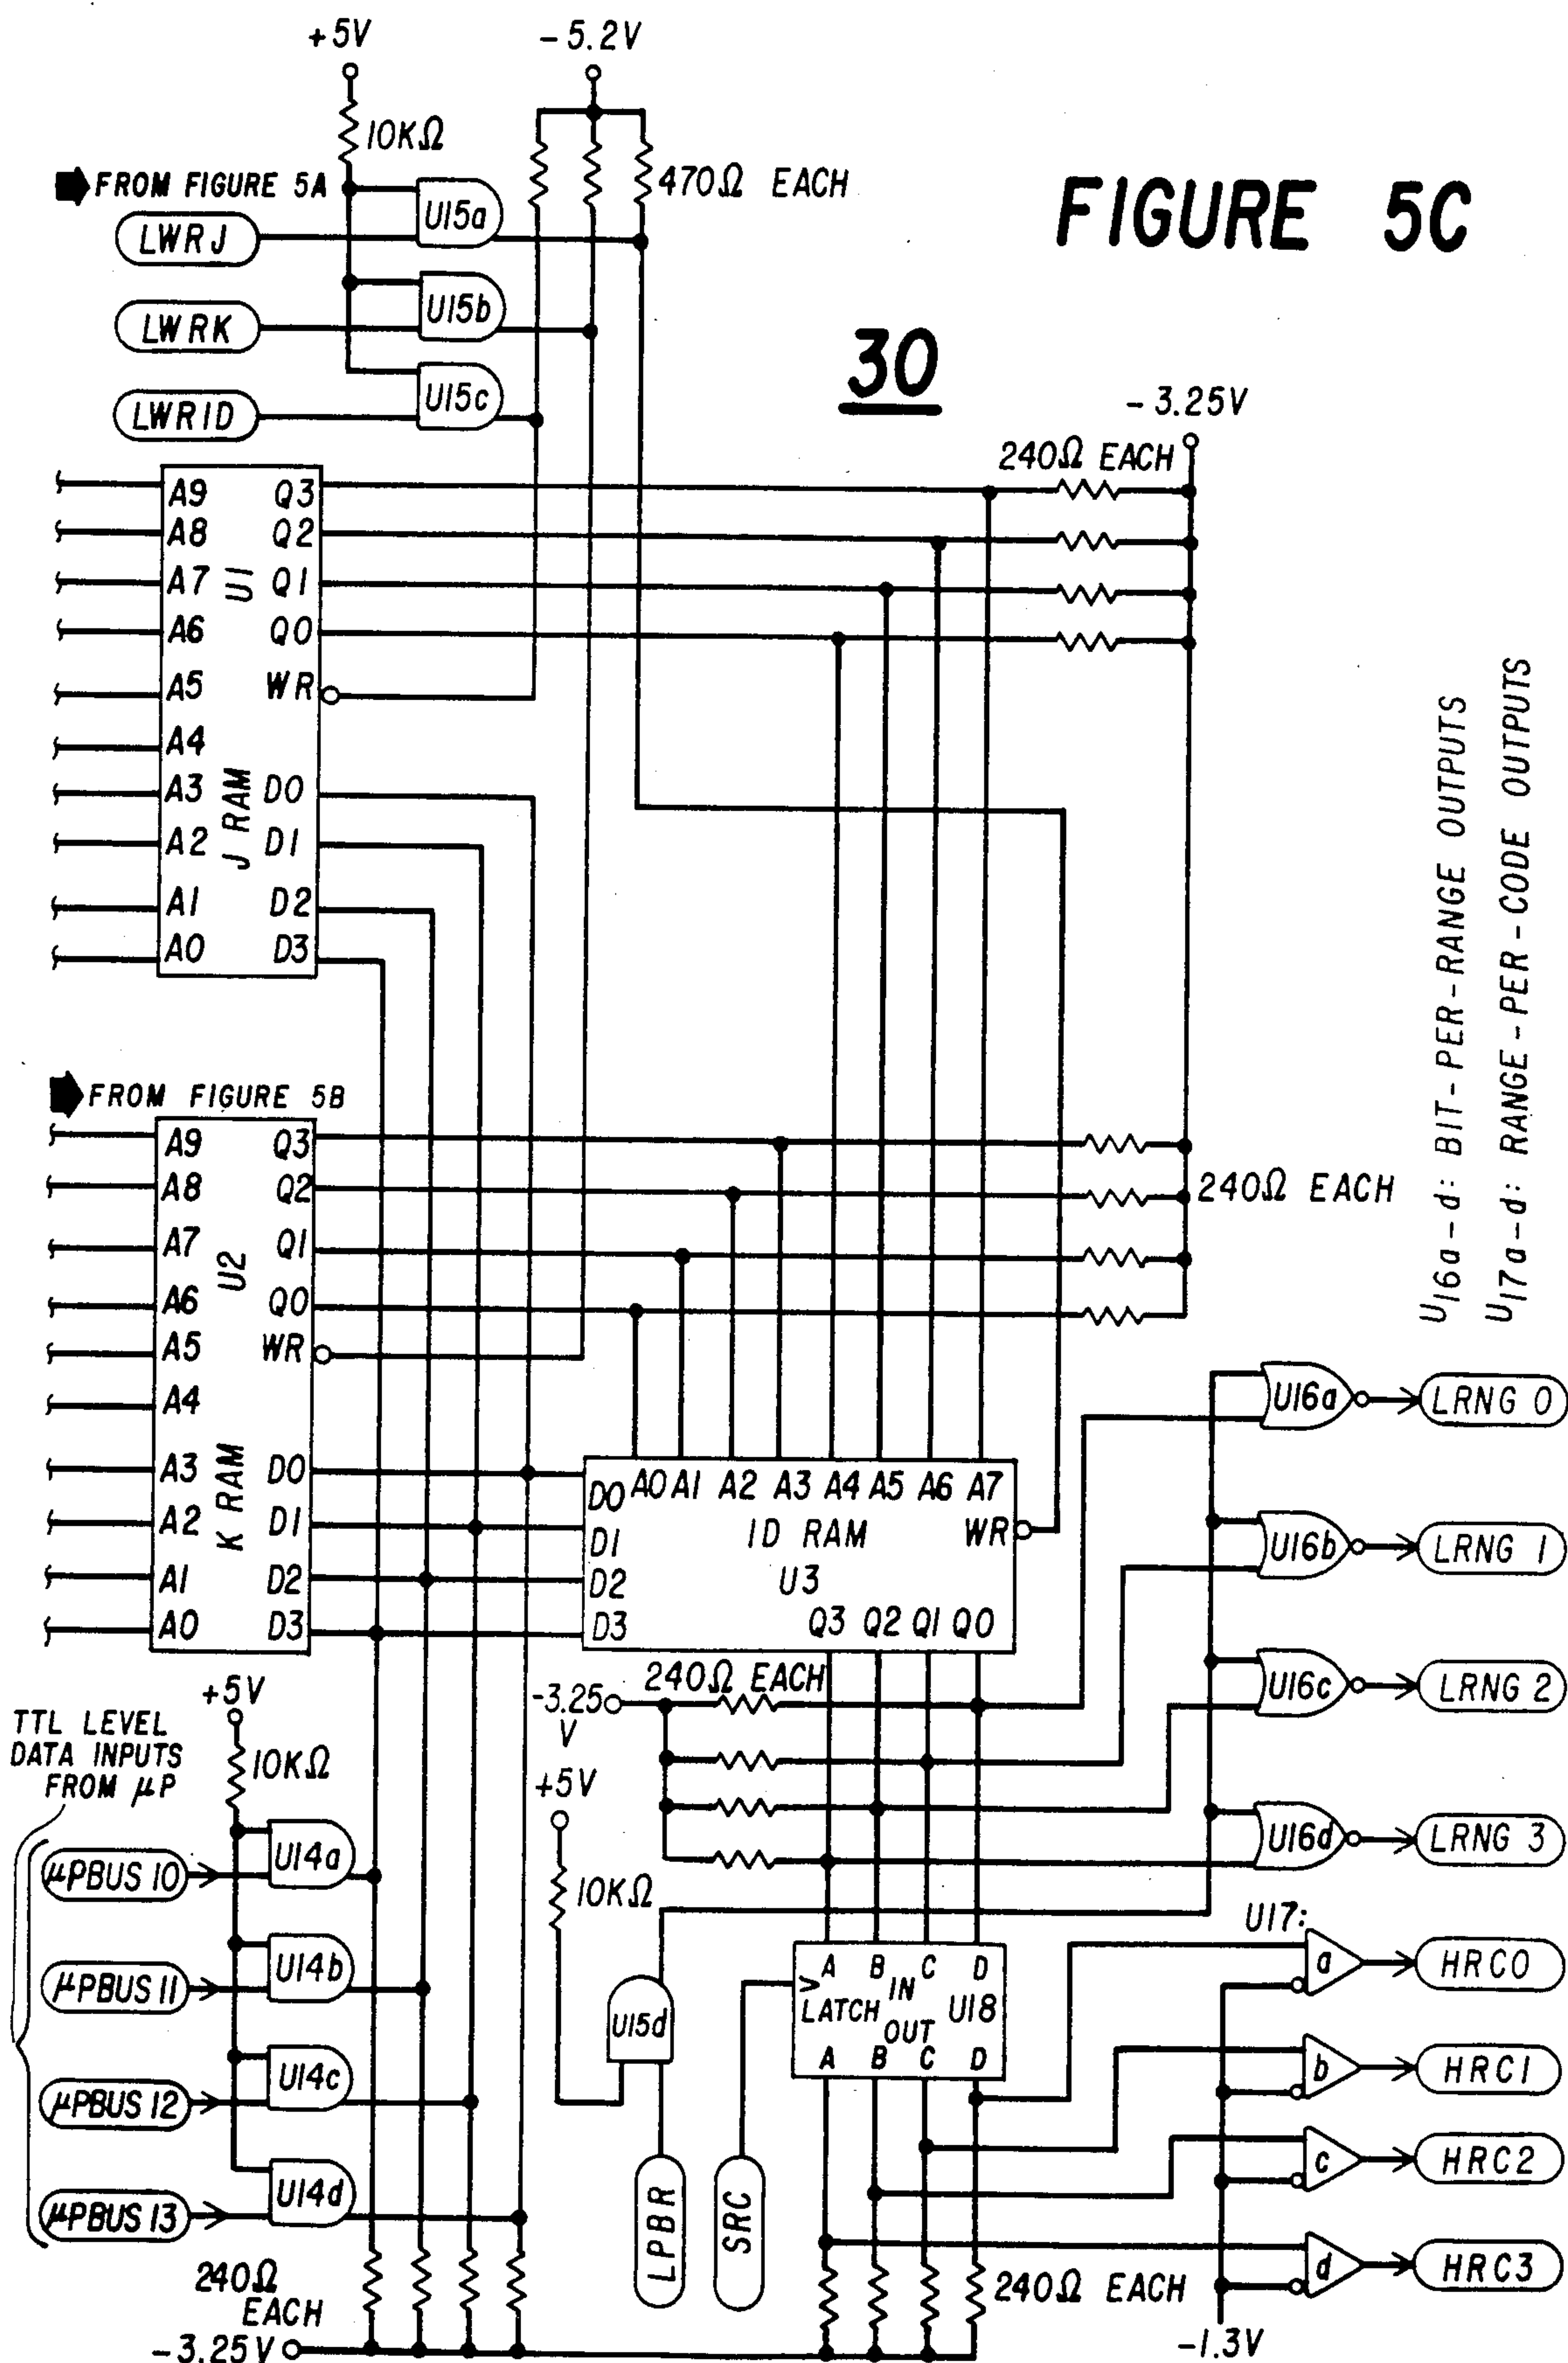 +5V
-5.2V
10KΩ
FROM FIGURE 5A
470Ω EACH
FIGURE 5C
LWRJ
U15a
LWRK
U15b
LWRID
U15c
30
-3.25V
240Ω EACH
A9 Q3
A8 Q2
A7 Q1
A6 Q0
A5 WR
A4
A3 D0
A2 D1
A1 D2
A0 D3
U1
J RAM
U16a-d: BIT-PER-RANGE OUTPUTS
U17a-d: RANGE-PER-CODE OUTPUTS
FROM FIGURE 5B
A9 Q3
A8 Q2
A7 Q1
A6 Q0
A5 WR
A4
A3 D0
A2 D1
A1 D2
A0 D3
U2
K RAM
240Ω EACH
D0 A0 A1 A2 A3 A4 A5 A6 A7
D1 ID RAM WR
D2 U3
D3 Q3 Q2 Q1 Q0
U16a LRNG 0
U16b LRNG 1
U16c LRNG 2
U16d LRNG 3
240Ω EACH
-3.25
V
+5V
10KΩ
+5V
TTL LEVEL
DATA INPUTS
FROM μP
10KΩ
μPBUS 10 U14a
μPBUS 11 U14b
μPBUS 12 U14c
μPBUS 13 U14d
U15d
LPBR
SRC
A B C D
IN
LATCH U18
OUT
A B C D
U17:
a HRC0
b HRC1
c HRC2
d HRC3
240Ω
EACH
-3.25V
240Ω EACH
-1.3V